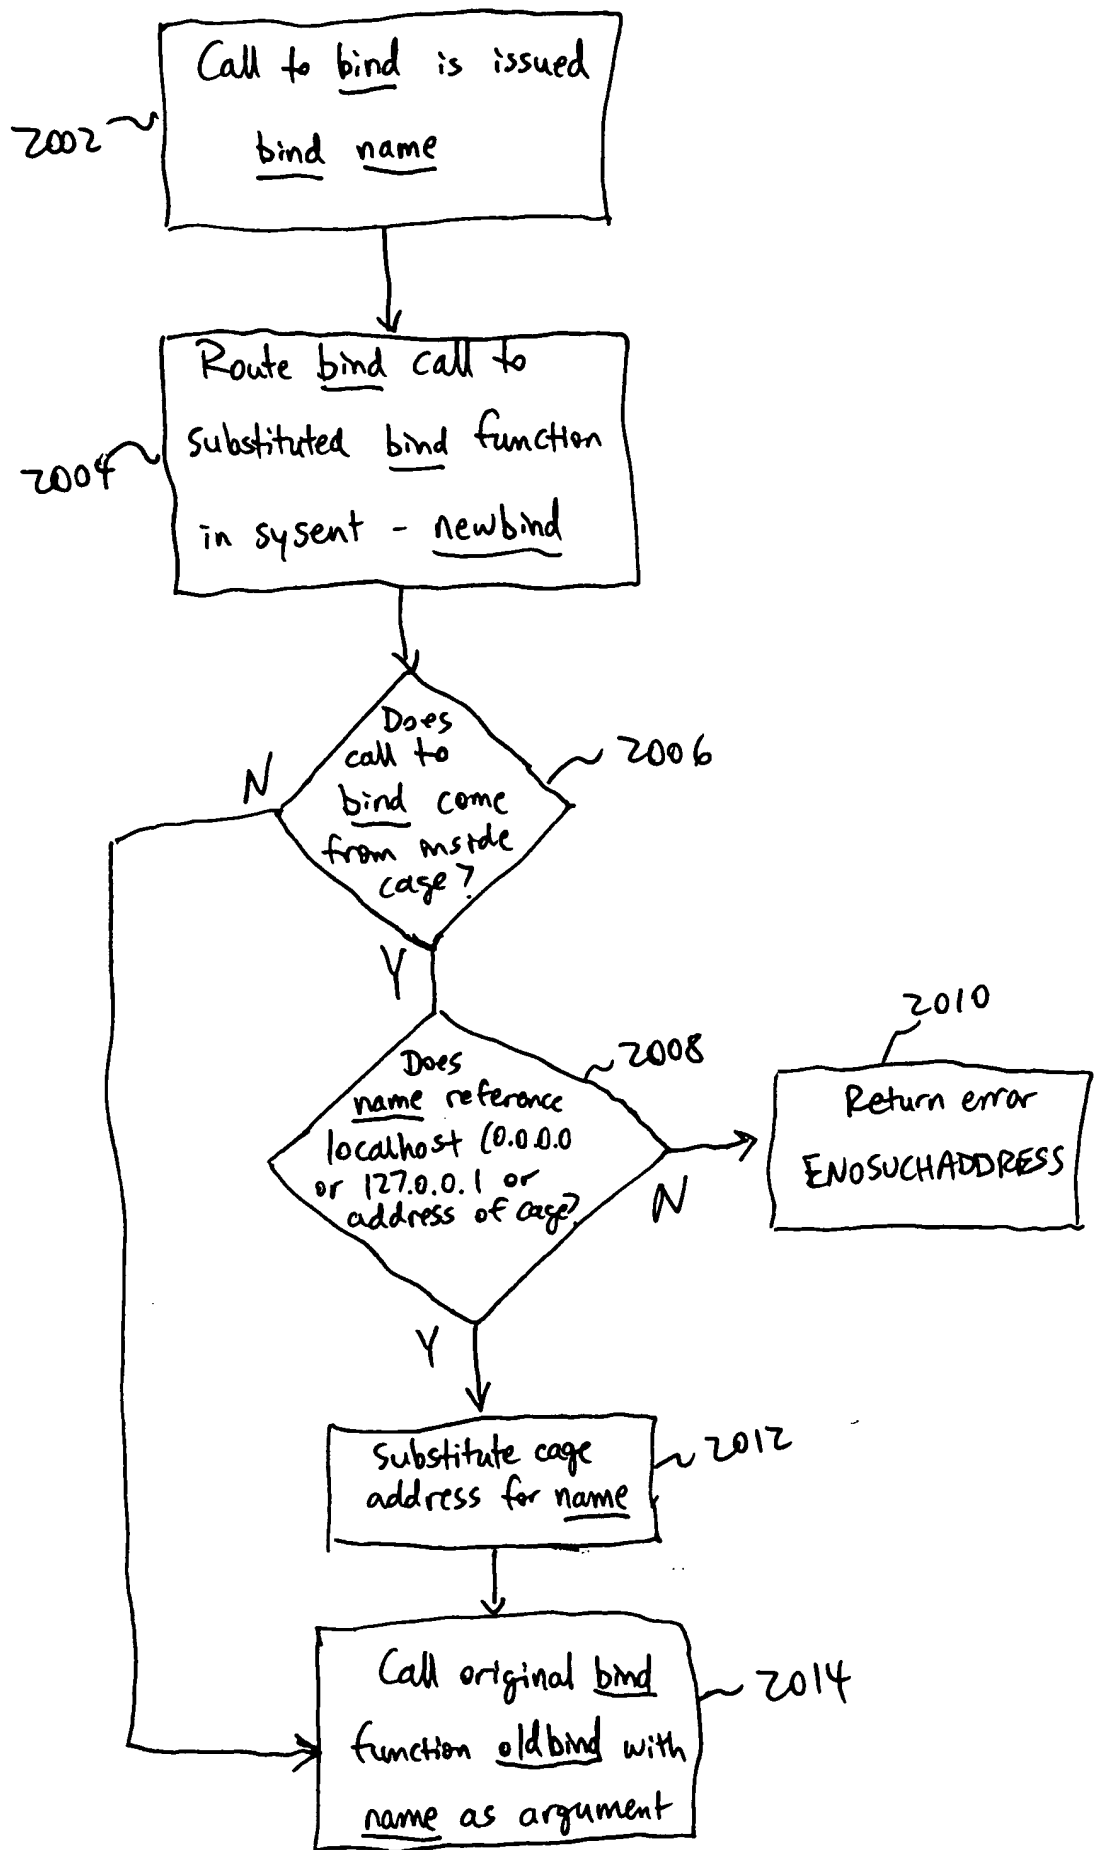 Call to bind is issued
bind name
2002
Route bind call to
substituted bind function
in sysent - newbind
2004
Does
call to
bind come
from inside
cage?
2006
N
Y
Does
name reference
localhost (0.0.0.0
or 127.0.0.1 or
address of cage?
2008
N
2010
Return error
ENOSUCHADDRESS
Y
Substitute cage
address for name
2012
Call original bind
function oldbind with
name as argument
2014